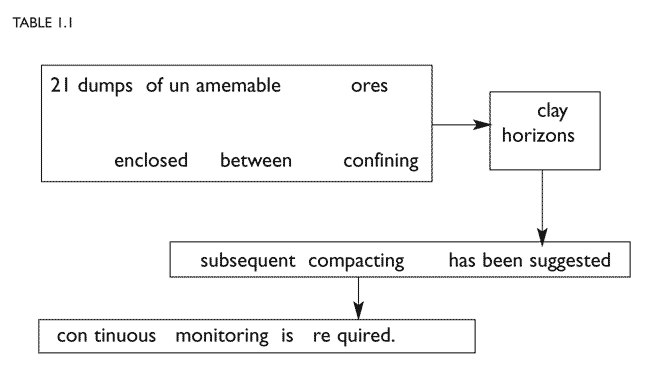 TABLE 1.1
21 dumps of un amemable ores
enclosed between confining
clay
horizons
subsequent compacting has been suggested
con tinuous monitoring is re quired.